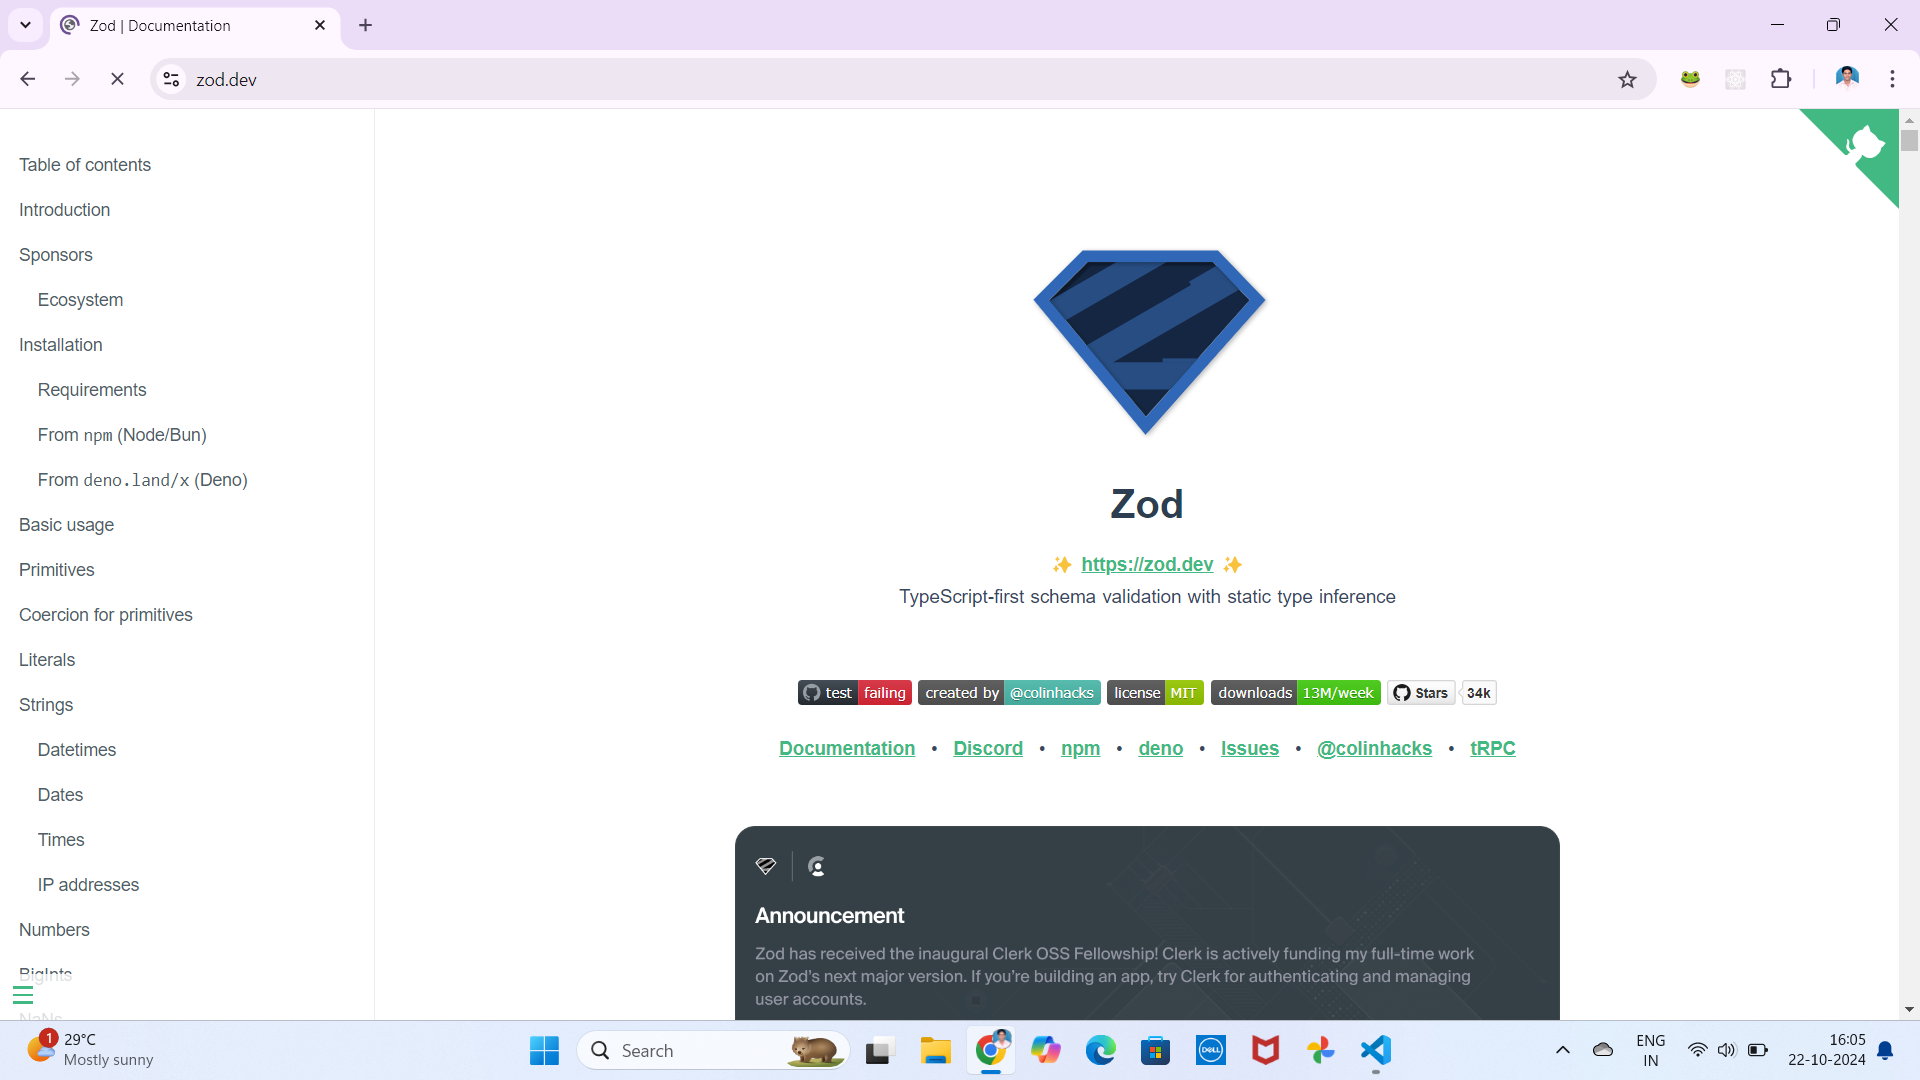 Zod | Documentation
zod.dev
Table of contents
Introduction
Sponsors
Ecosystem
Installation
Requirements
From npm (Node/Bun)
From deno.land/x (Deno)
Basic usage
Primitives
Coercion for primitives
Literals
Strings
Datetimes
Dates
Times
IP addresses
Numbers
BigInts
NaNs
Zod
✨ https://zod.dev ✨
TypeScript-first schema validation with static type inference
test failing created by @colinhacks license MIT downloads 13M/week Stars 34k
Documentation • Discord • npm • deno • Issues • @colinhacks • tRPC
Announcement
Zod has received the inaugural Clerk OSS Fellowship! Clerk is actively funding my full-time work
on Zod's next major version. If you're building an app, try Clerk for authenticating and managing
user accounts.
1
29°C
Mostly sunny
Search
DELL
ENG
IN
16:05
22-10-2024